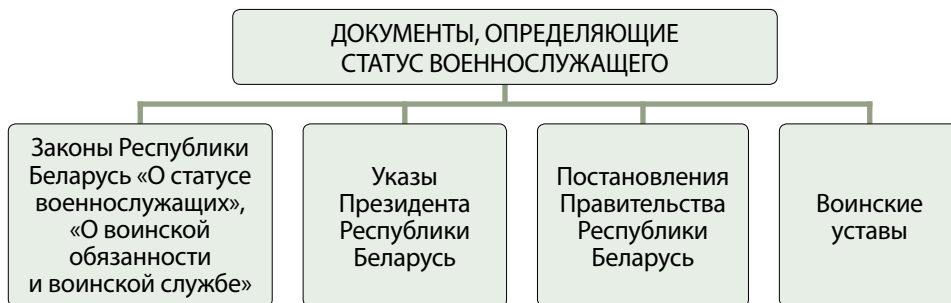 ДОКУМЕНТЫ, ОПРЕДЕЛЯЮЩИЕ
СТАТУС ВОЕННОСЛУЖАЩЕГО
Законы Республики
Беларусь «О статусе
военнослужащих»,
«О воинской
обязанности
и воинской службе»
Указы
Президента
Республики
Беларусь
Постановления
Правительства
Республики
Беларусь
Воинские
уставы